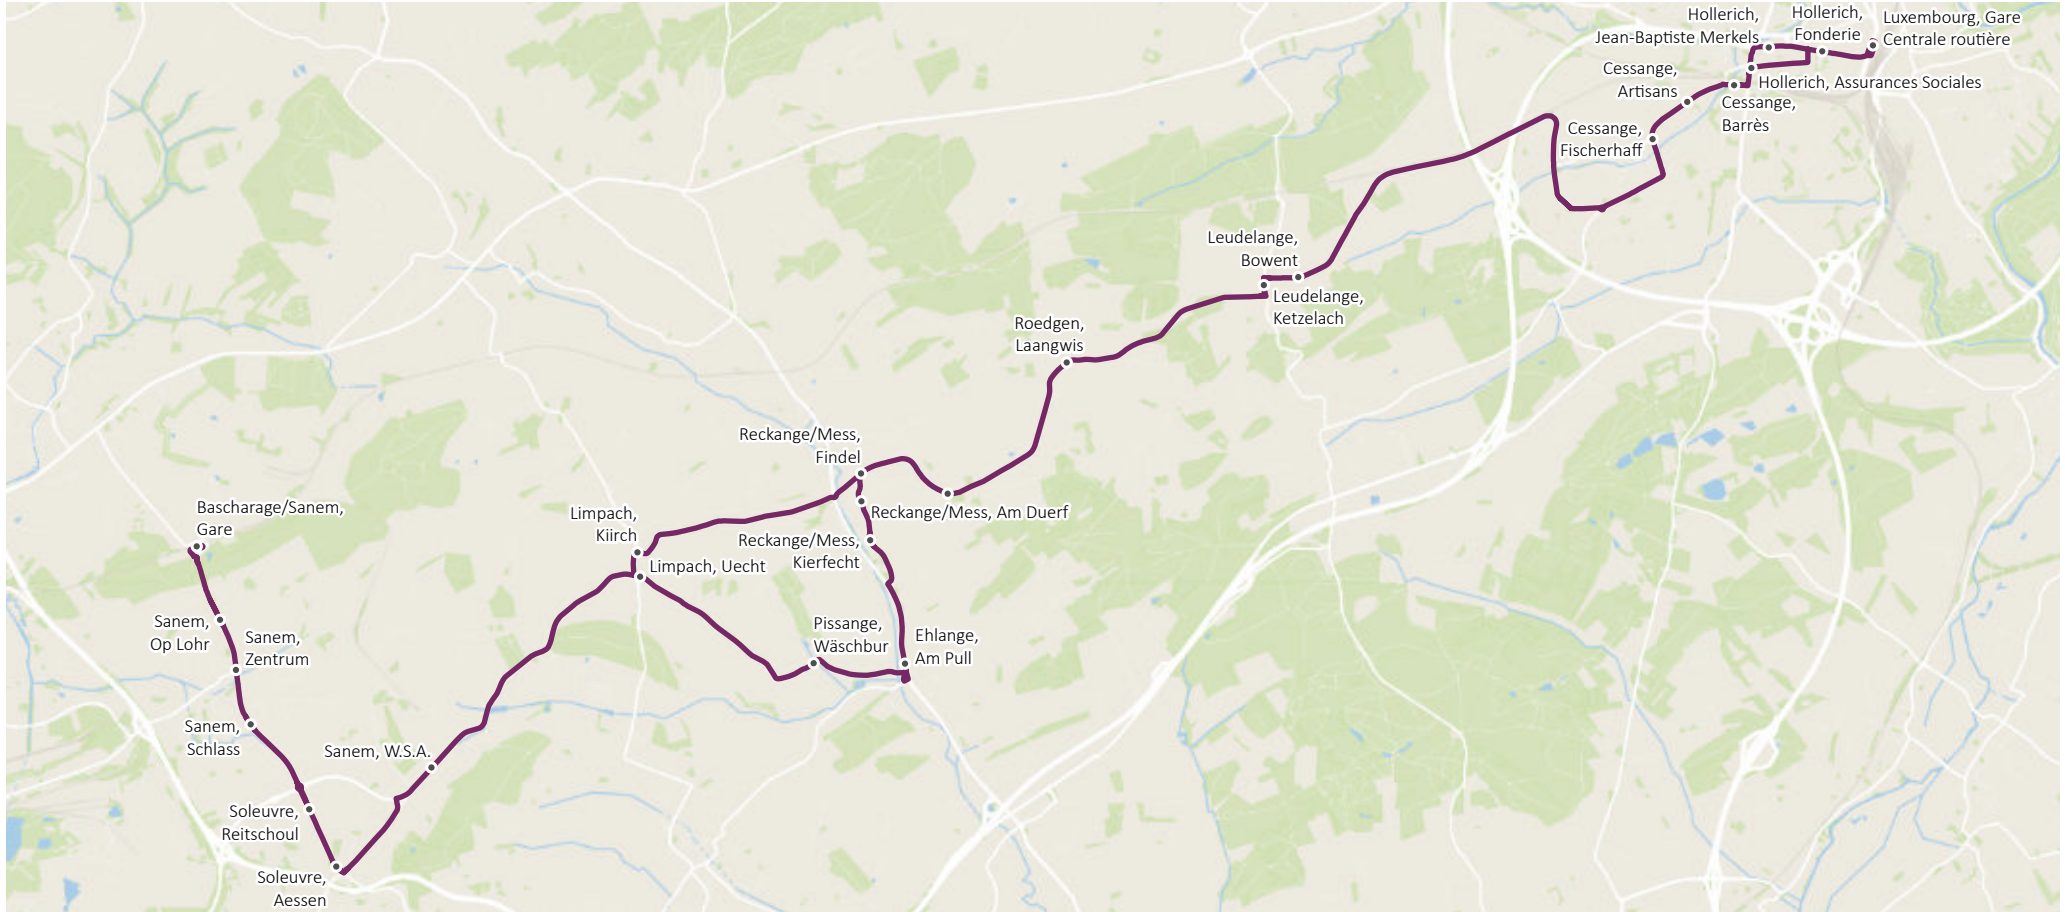 Hollerich,
Jean-Baptiste Merkels
Hollerich,
Fonderie
Luxembourg, Gare
Centrale routière
Cessange,
Artisans
Hollerich, Assurances Sociales
Cessange,
Barrès
Cessange,
Fischerhaff
Leudelange,
Bowent
Leudelange,
Ketzelach
Roedgen,
Laangwis
Reckange/Mess,
Findel
Reckange/Mess, Am Duerf
Reckange/Mess,
Kierfecht
Limpach,
Kiirch
Limpach, Uecht
Bascharage/Sanem,
Gare
Sanem,
Op Lohr
Sanem,
Zentrum
Pissange,
Wäschbur
Ehlange,
Am Pull
Sanem,
Schlass
Sanem, W.S.A.
Soleuvre,
Reitschoul
Soleuvre,
Aessen